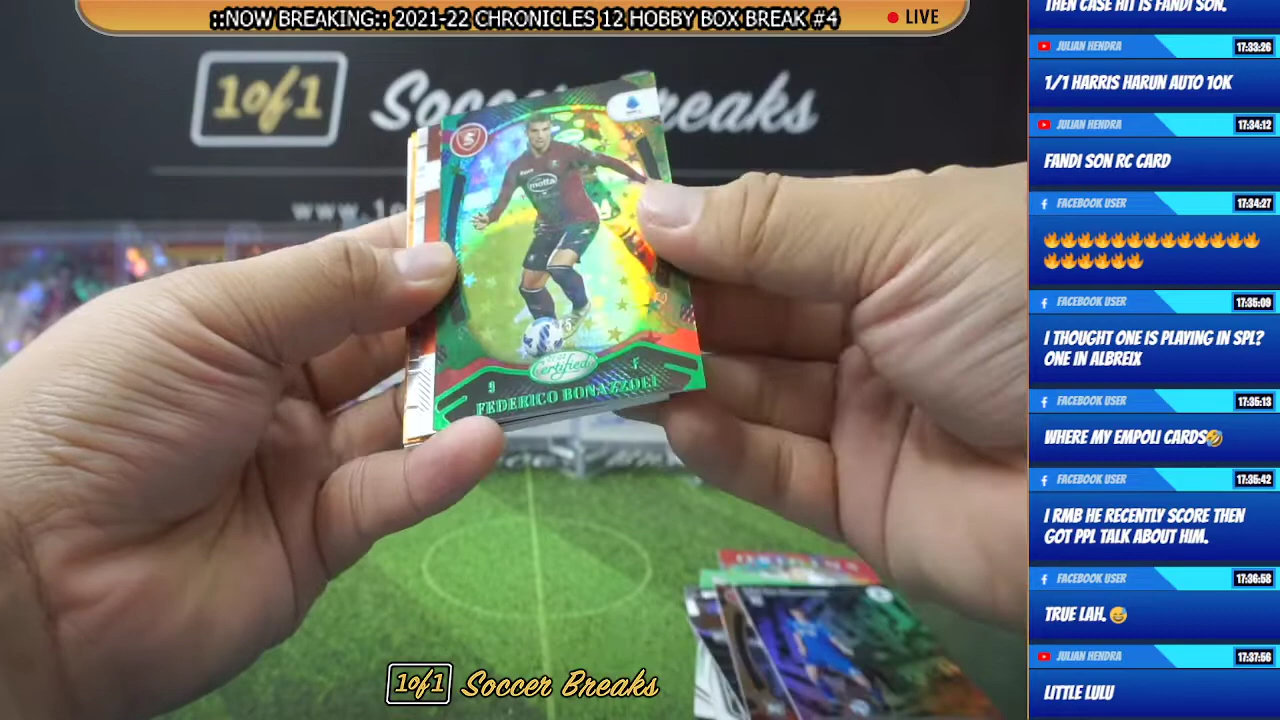 ::NOW BREAKING:: 2021-22 CHRONICLES 12 HOBBY BOX BREAK #4
LIVE
1of1 Soccer Breaks
motta
Certified
9
F
FEDERICO BONAZZOLI
1of1 Soccer Breaks
THEN CASE HIT IS FANDI SON.
JULIAN HENDRA 17:33:26
1/1 HARRIS HARUN AUTO 10K
JULIAN HENDRA 17:34:12
FANDI SON RC CARD
FACEBOOK USER 17:34:27
🔥🔥🔥🔥🔥🔥🔥🔥🔥🔥🔥🔥🔥
🔥🔥🔥🔥🔥🔥
FACEBOOK USER 17:35:09
I THOUGHT ONE IS PLAYING IN SPL?
ONE IN ALBREIX
FACEBOOK USER 17:35:13
WHERE MY EMPOLI CARDS🤣
FACEBOOK USER 17:35:42
I RMB HE RECENTLY SCORE THEN
GOT PPL TALK ABOUT HIM.
FACEBOOK USER 17:36:58
TRUE LAH. 😅
JULIAN HENDRA 17:37:56
LITTLE LULU